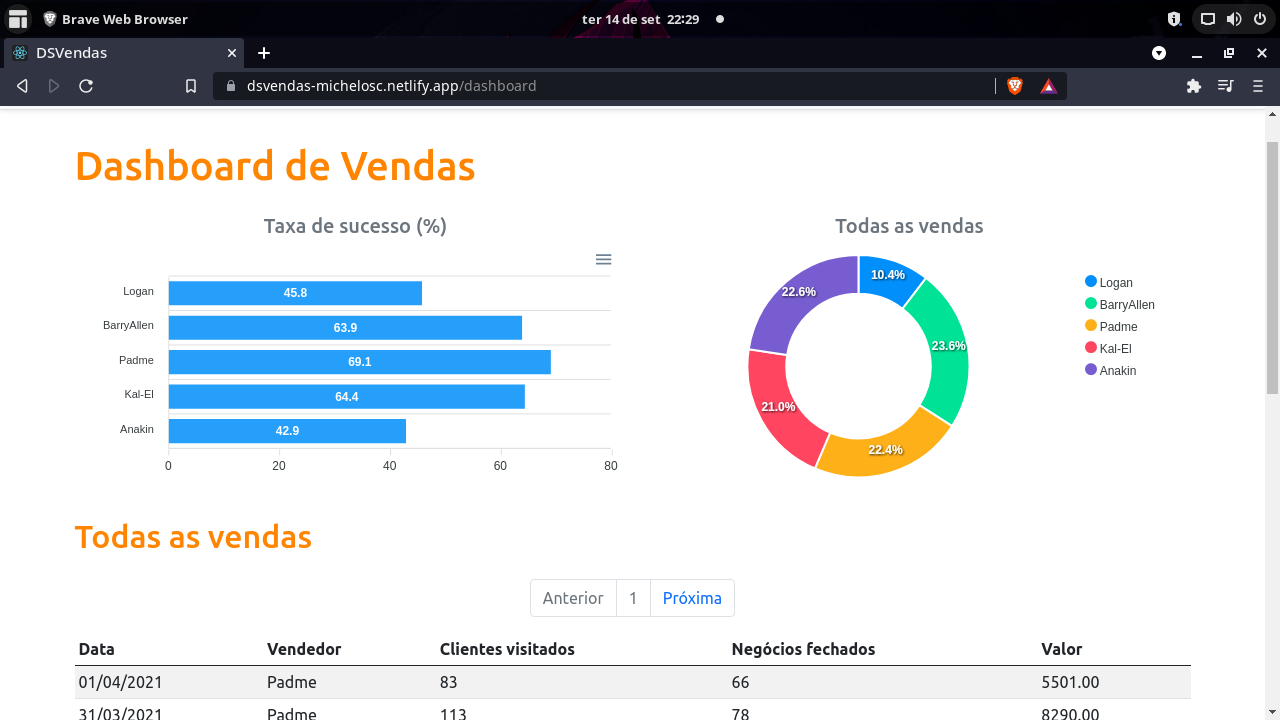 Brave Web Browser
ter 14 de set 22:29
DSVendas
dsvendas-michelosc.netlify.app/dashboard
Dashboard de Vendas
Taxa de sucesso (%)
Logan 45.8
BarryAllen 63.9
Padme 69.1
Kal-El 64.4
Anakin 42.9
0 20 40 60 80
Todas as vendas
10.4%
23.6%
22.4%
21.0%
22.6%
Logan
BarryAllen
Padme
Kal-El
Anakin
Todas as vendas
Anterior 1 Próxima
Data Vendedor Clientes visitados Negócios fechados Valor
01/04/2021 Padme 83 66 5501.00
31/03/2021 Padme 113 78 8290.00